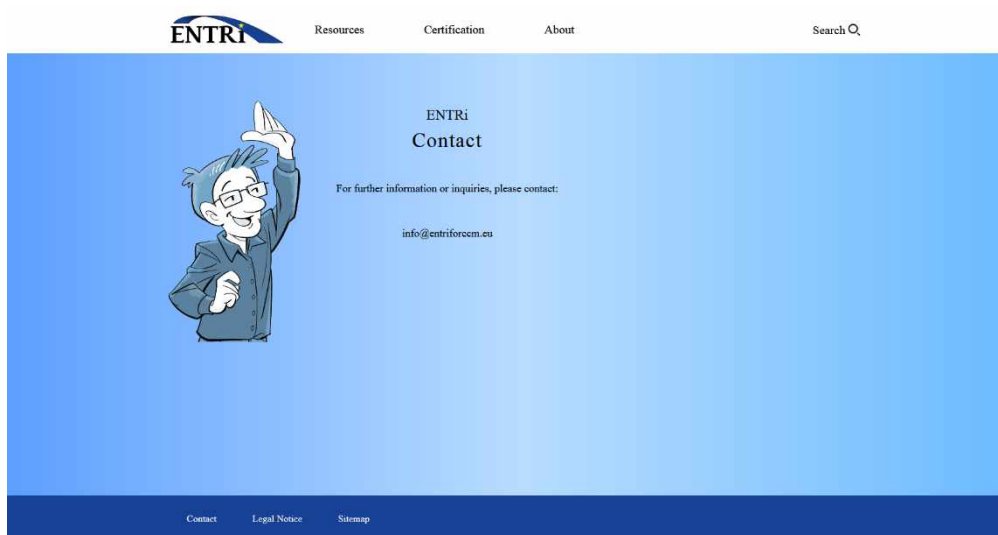 ENTRi
Resources Certification About Search
ENTRi
Contact
For further information or inquiries, please contact:
info@entriforccm.eu
Contact Legal Notice Sitemap